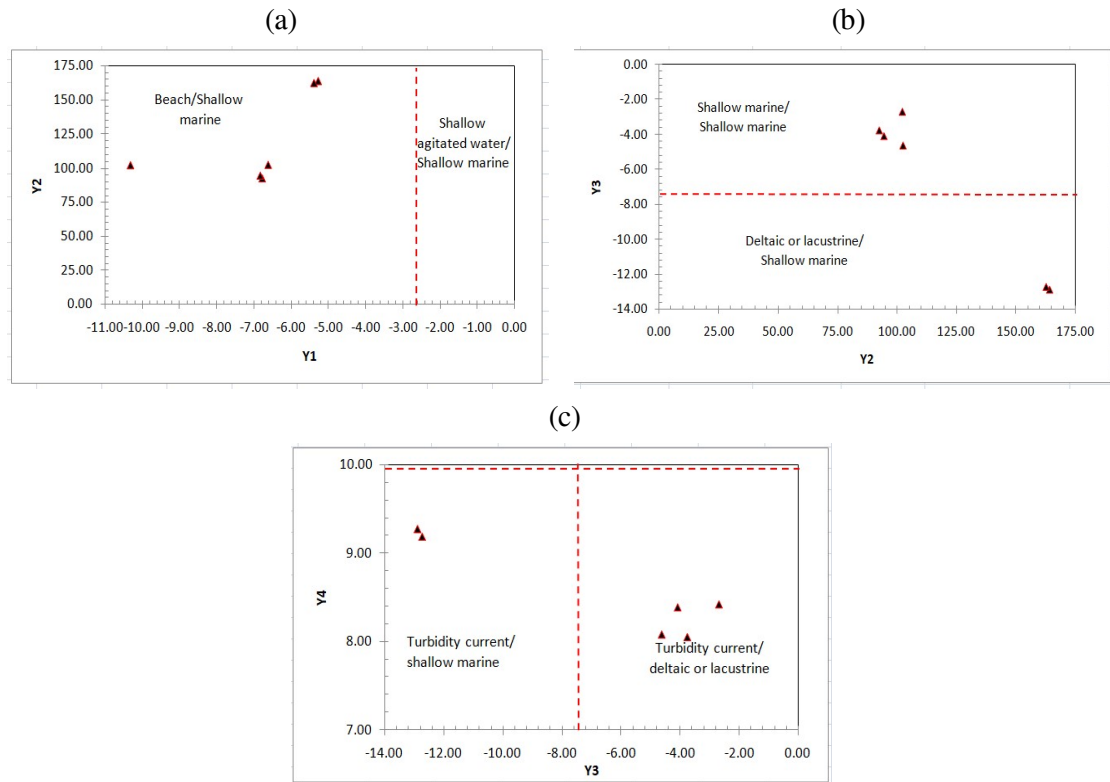 (a)
175.00
150.00
125.00
100.00
75.00
50.00
25.00
0.00
Y2
Beach/Shallow
marine
Shallow
agitated water/
Shallow marine
-11.00-10.00 -9.00 -8.00 -7.00 -6.00 -5.00 -4.00 -3.00 -2.00 -1.00 0.00
Y1
(b)
0.00
-2.00
-4.00
-6.00
-8.00
-10.00
-12.00
-14.00
Y3
Shallow marine/
Shallow marine
Deltaic or lacustrine/
Shallow marine
0.00 25.00 50.00 75.00 100.00 125.00 150.00 175.00
Y2
(c)
10.00
9.00
8.00
7.00
Y4
Turbidity current/
shallow marine
Turbidity current/
deltaic or lacustrine
-14.00 -12.00 -10.00 -8.00 -6.00 -4.00 -2.00 0.00
Y3